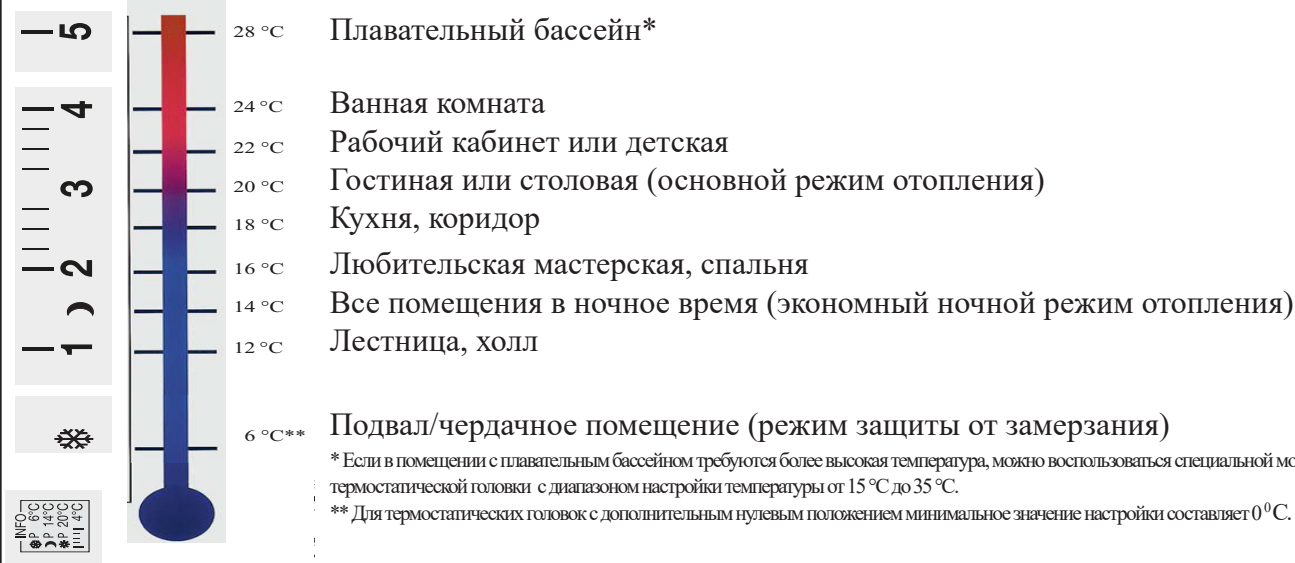 5
28 °C Плавательный бассейн*
4
24 °C Ванная комната
22 °C Рабочий кабинет или детская
3
20 °C Гостиная или столовая (основной режим отопления)
18 °C Кухня, коридор
2
16 °C Любительская мастерская, спальня
14 °C Все помещения в ночное время (экономный ночной режим отопления)
1
12 °C Лестница, холл
6 °C** Подвал/чердачное помещение (режим защиты от замерзания)
* Если в помещении с плавательным бассейном требуются более высокая температура, можно воспользоваться специальной мо
термостатической головки с диапазоном настройки температуры от 15 °C до 35 °C.
** Для термостатических головок с дополнительным нулевым положением минимальное значение настройки составляет 0 ⁰C.
INFO
P 6°C
P 14°C
P 20°C
4°C